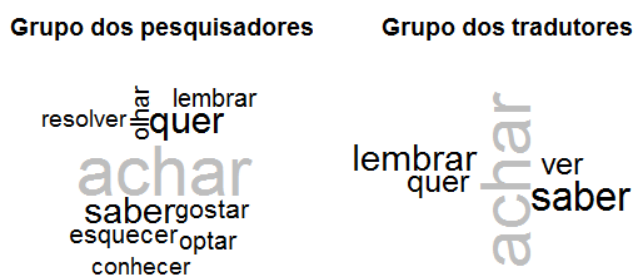 Grupo dos pesquisadores
olhar
lembrar
resolver
quer
achar
saber
gostar
esquecer
optar
conhecer
Grupo dos tradutores
achar
lembrar
quer
ver
saber